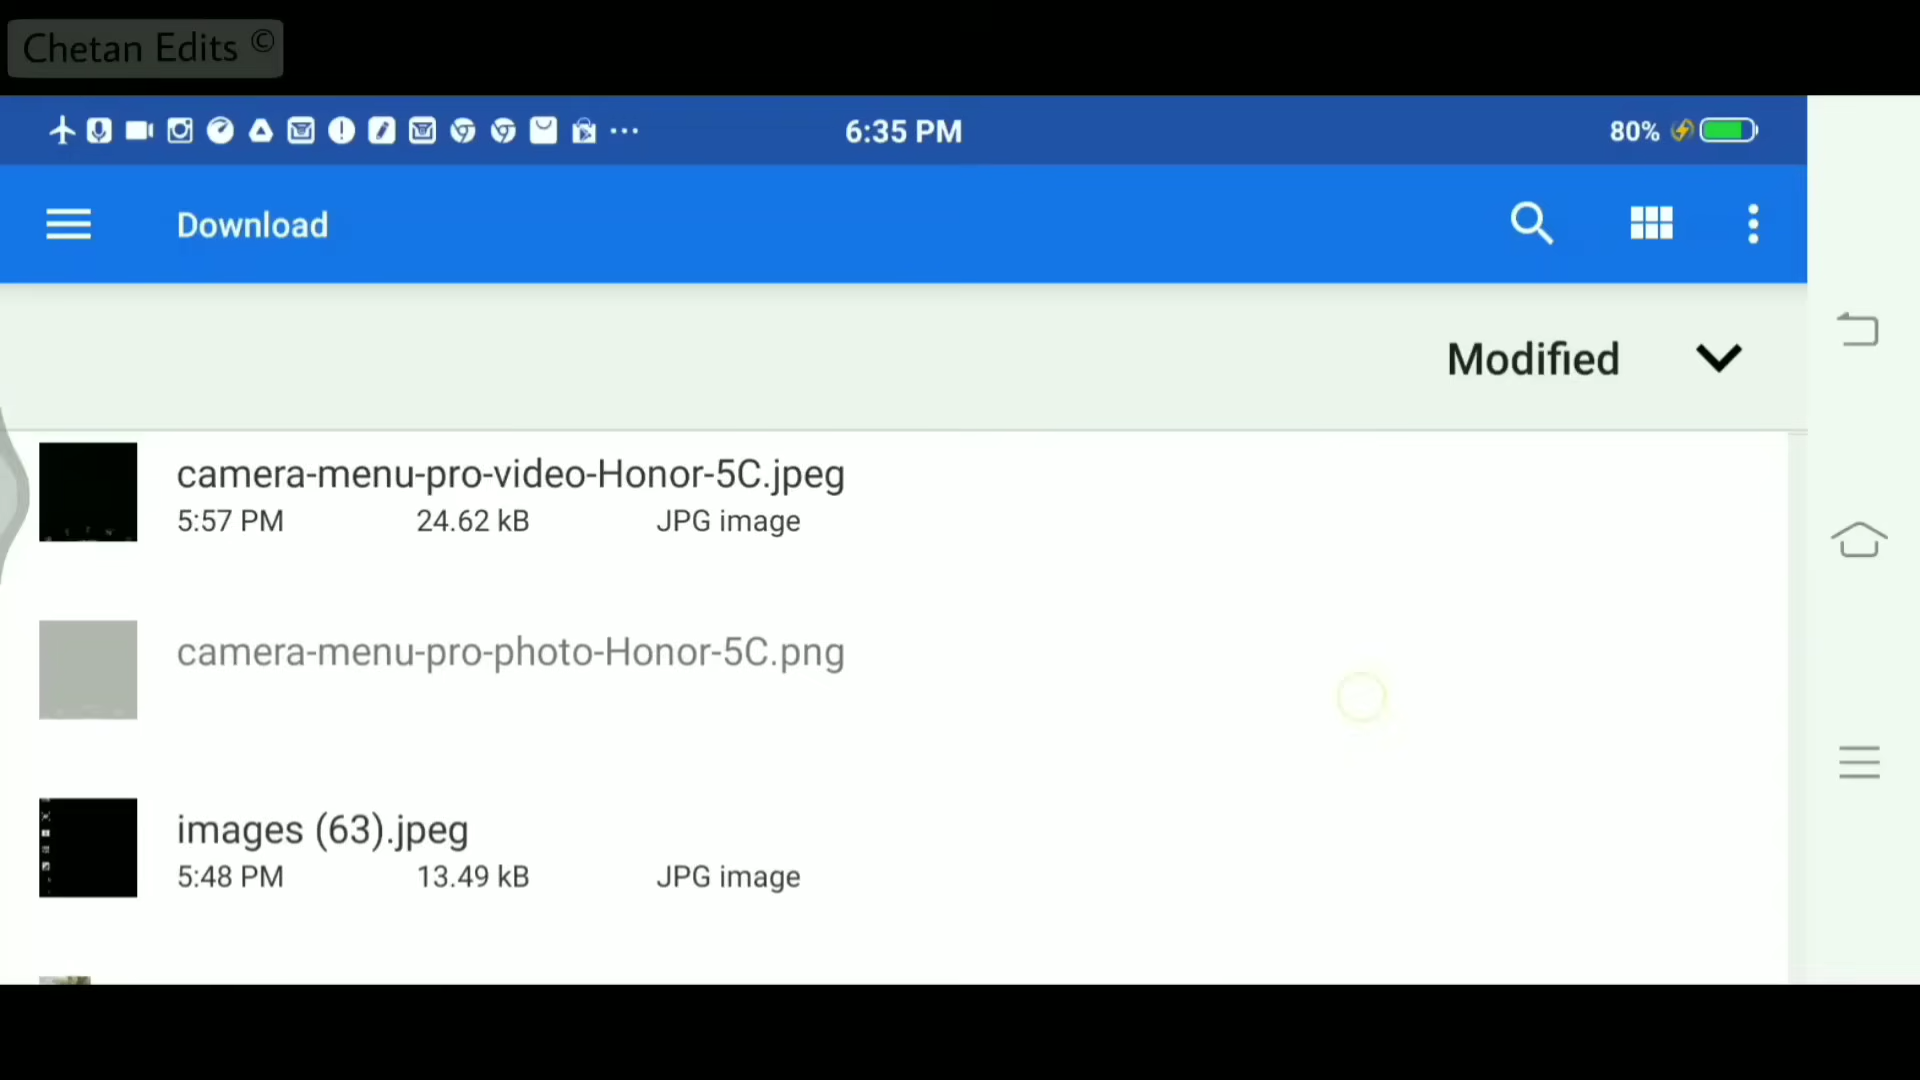 Chetan Edits ©
6:35 PM
80%
Download
Modified
camera-menu-pro-video-Honor-5C.jpeg
5:57 PM 24.62 kB JPG image
camera-menu-pro-photo-Honor-5C.png
images (63).jpeg
5:48 PM 13.49 kB JPG image